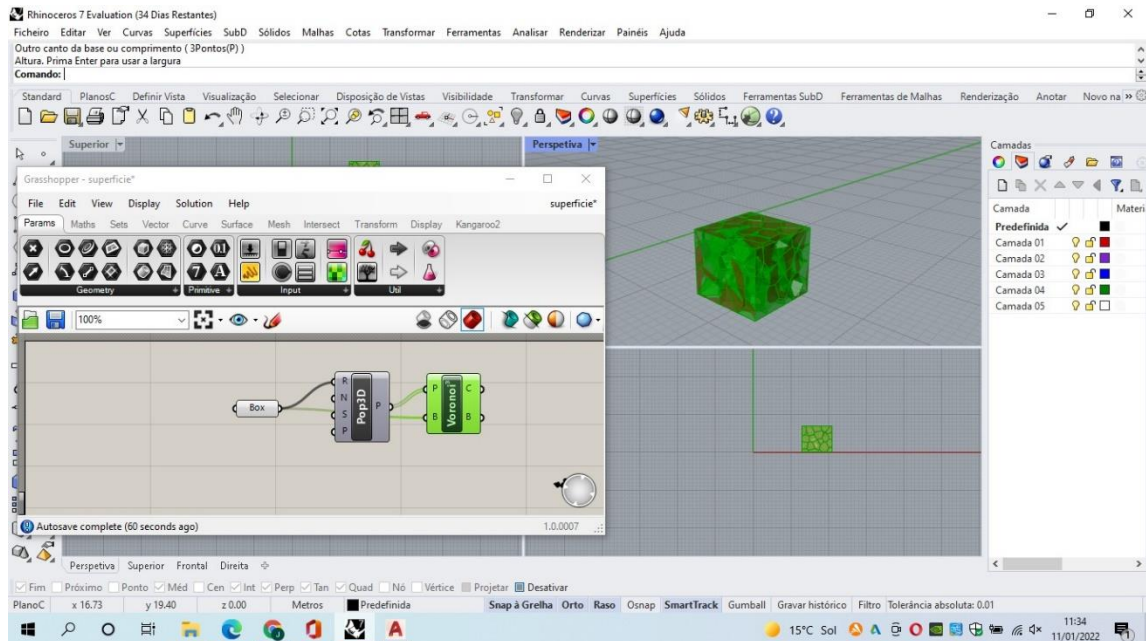 Rhinoceros 7 Evaluation (34 Dias Restantes)
Ficheiro Editar Ver Curvas Superfícies SubD Sólidos Malhas Cotas Transformar Ferramentas Analisar Renderizar Painéis Ajuda
Outro canto da base ou comprimento ( 3Pontos(P) )
Altura. Prima Enter para usar a largura
Comando:
Standard PlanosC Definir Vista Visualização Selecionar Disposição de Vistas Visibilidade Transformar Curvas Superfícies Sólidos Ferramentas SubD Ferramentas de Malhas Renderização Anotar Novo na »
Superior
Perspetiva
Camadas
Grasshopper - superficie*
File Edit View Display Solution Help superficie*
Params Maths Sets Vector Curve Surface Mesh Intersect Transform Display Kangaroo2
Geometry Primitive Input Util
100%
Box
R
N
S
P
Pop3D
P
P
B
Voronoi³
C
B
Autosave complete (60 seconds ago) 1.0.0007
Camada Materi
Predefinida
Camada 01
Camada 02
Camada 03
Camada 04
Camada 05
Perspetiva Superior Frontal Direita
Fim Próximo Ponto Méd Cen Int Perp Tan Quad Nó Vértice Projetar Desativar
PlanoC x 16.73 y 19.40 z 0.00 Metros Predefinida Snap à Grelha Orto Raso Osnap SmartTrack Gumball Gravar histórico Filtro Tolerância absoluta: 0.01
15°C Sol 11:34
11/01/2022